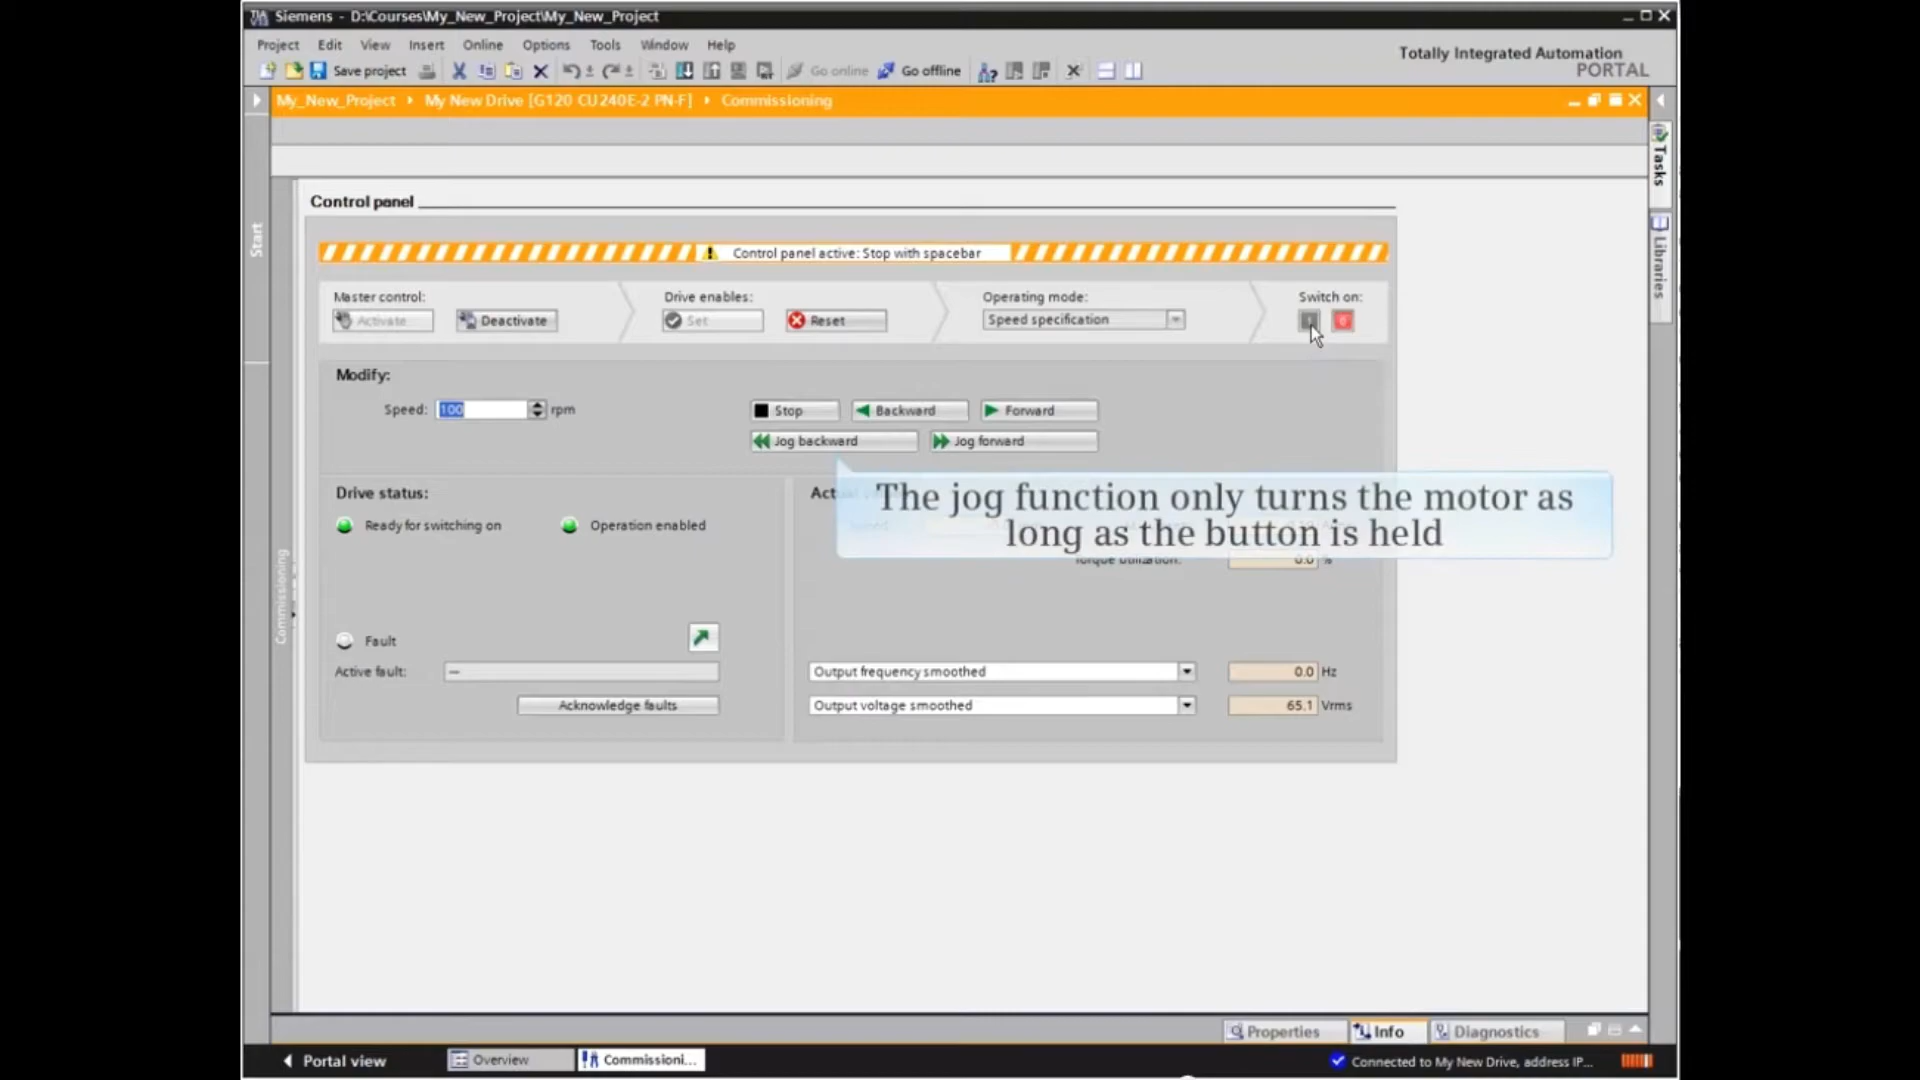 Siemens - D:\Courses\My_New_Project\My_New_Project
Project Edit View Insert Online Options Tools Window Help
Totally Integrated Automation
PORTAL
Save project Go online Go offline
My_New_Project My New Drive [G120 CU240E-2 PN-F] Commissioning
Start
Commissioning
Tasks
Libraries
Control panel
Control panel active: Stop with spacebar
Master control: Drive enables: Operating mode: Switch on:
Activate Deactivate Set Reset Speed specification
Modify:
Speed: 100 rpm Stop Backward Forward
Jog backward Jog forward
The jog function only turns the motor as
long as the button is held
Drive status:
Ready for switching on Operation enabled
Torque utilization: 0.0 %
Fault
Active fault: ---
Output frequency smoothed 0.0 Hz
Acknowledge faults
Output voltage smoothed 65.1 Vrms
Properties Info Diagnostics
Portal view Overview Commissioni... Connected to My New Drive, address IP...